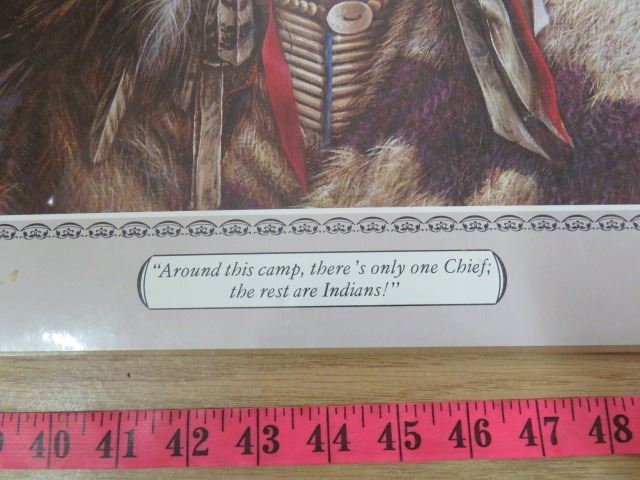 "Around this camp, there's only one Chief;
the rest are Indians!"
39 40 41 42 43 44 45 46 47 48